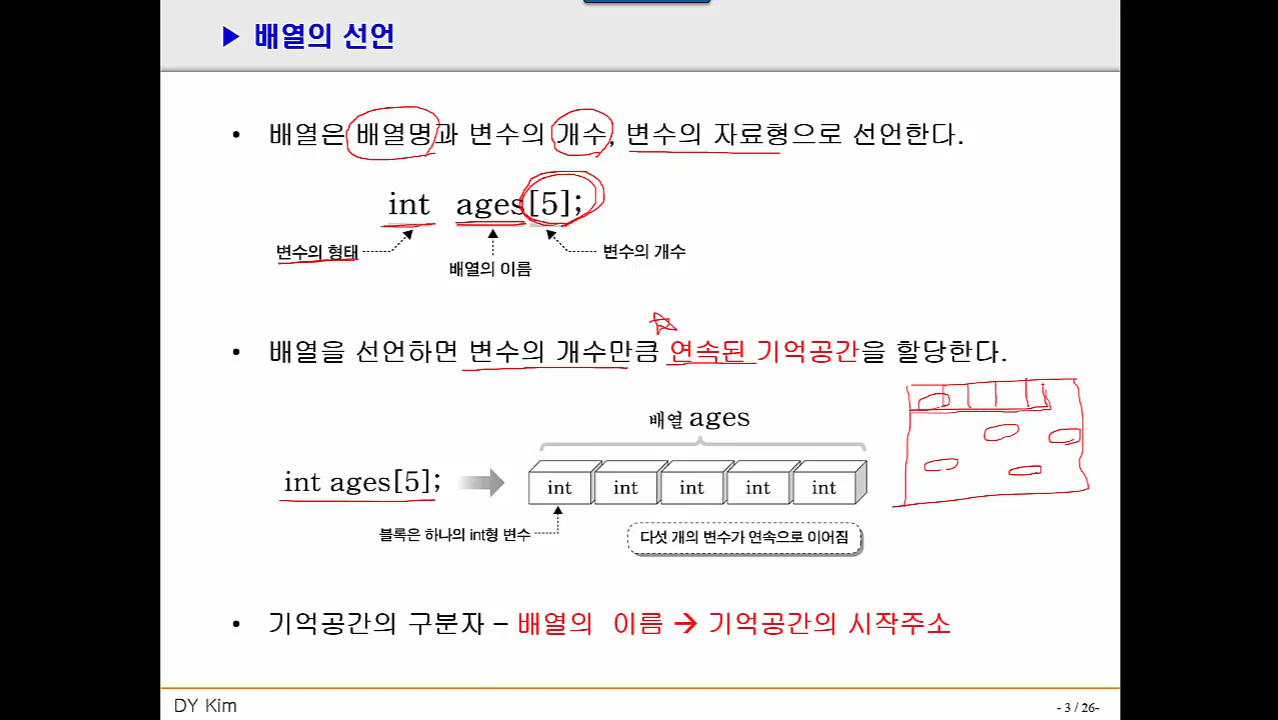 ▶ 배열의 선언
• 배열은 배열명과 변수의 개수, 변수의 자료형으로 선언한다.
int ages[5];
변수의 형태
배열의 이름
변수의 개수
• 배열을 선언하면 변수의 개수만큼 연속된 기억공간을 할당한다.
배열 ages
int ages[5];
int int int int int
블록은 하나의 int형 변수
다섯 개의 변수가 연속으로 이어짐
• 기억공간의 구분자 – 배열의 이름 → 기억공간의 시작주소
DY Kim
- 3 / 26-